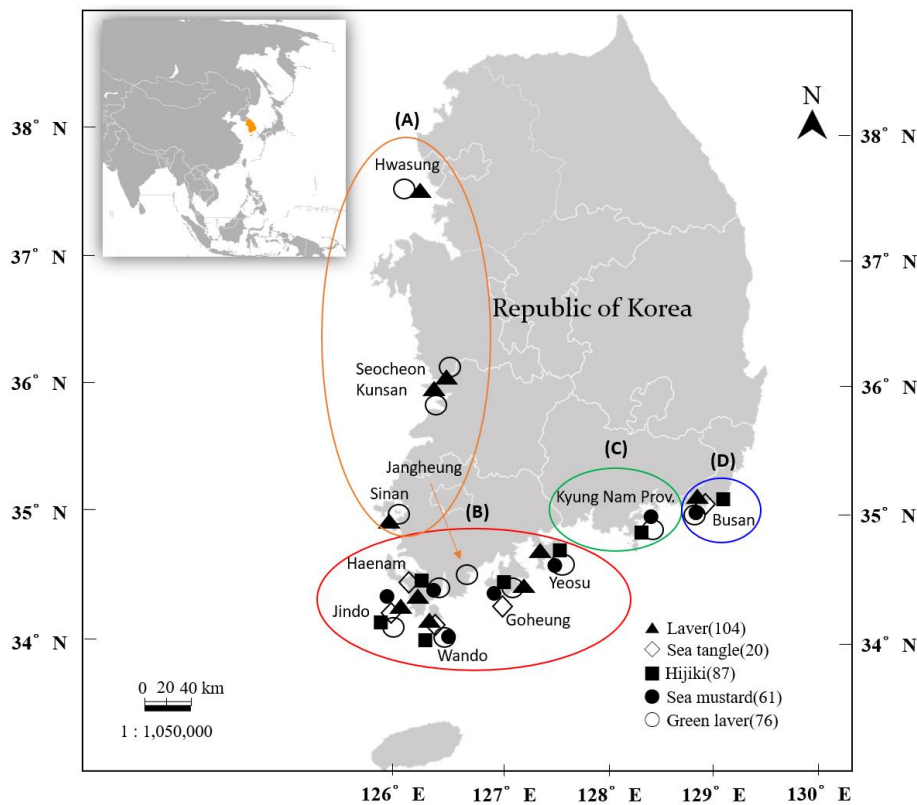 N
38° N
38° N
(A)
Hwasung
37° N
37° N
Republic of Korea
Seocheon
Kunsan
36° N
36° N
Jangheung
(C)
(D)
Sinan
Kyung Nam Prov.
35° N
35° N
(B)
Busan
Haenam
Yeosu
Jindo
Goheung
34° N
34° N
Wando
Laver(104)
Sea tangle(20)
Hijiki(87)
Sea mustard(61)
Green laver(76)
0 20 40 km
1 : 1,050,000
126° E 127° E 128° E 129° E 130° E